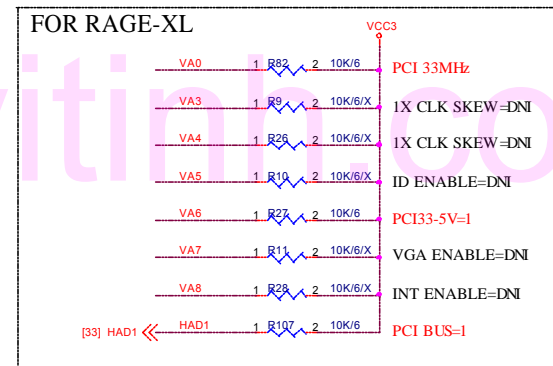 FOR RAGE-XL
VCC3
VA0 1 R82 2 10K/6 PCI 33MHz
VA3 1 R9 2 10K/6/X 1X CLK SKEW=DNI
VA4 1 R26 2 10K/6/X 1X CLK SKEW=DNI
VA5 1 R10 2 10K/6/X ID ENABLE=DNI
VA6 1 R27 2 10K/6 PCI33-5V=1
VA7 1 R11 2 10K/6/X VGA ENABLE=DNI
VA8 1 R28 2 10K/6/X INT ENABLE=DNI
[33] HAD1 HAD1 1 R107 2 10K/6 PCI BUS=1
vitinh.co